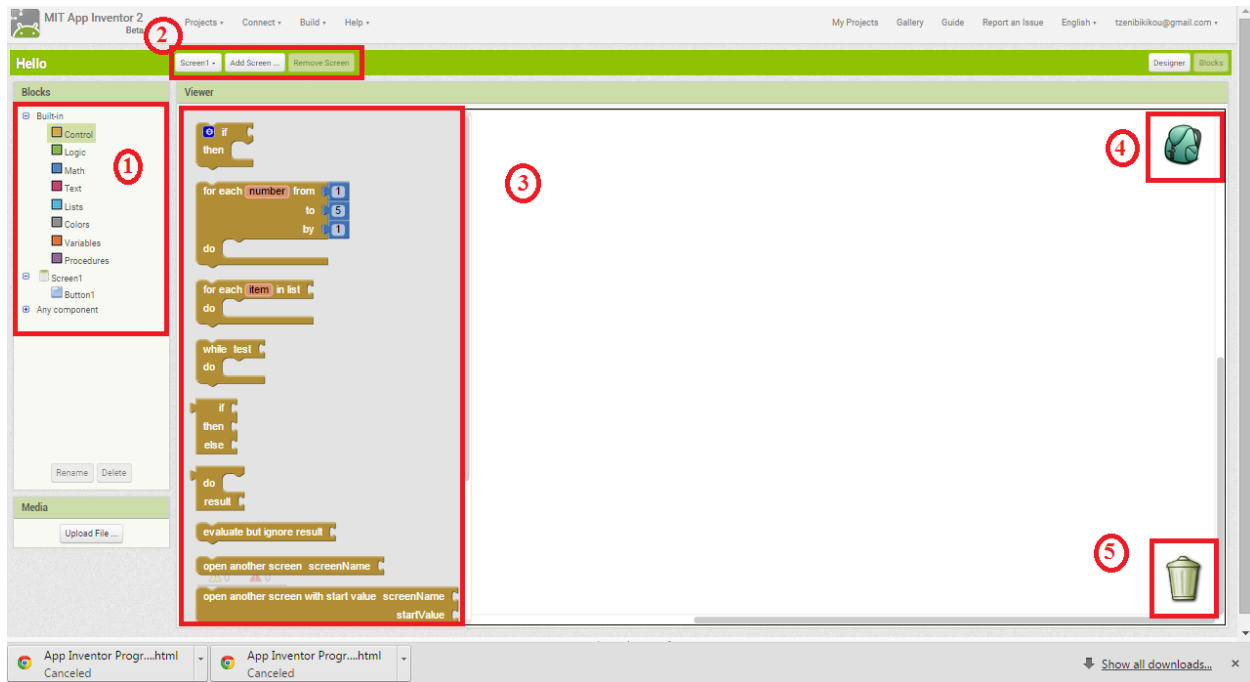 MIT App Inventor 2
Beta
Projects Connect Build Help
My Projects Gallery Guide Report an Issue English tzenibikikou@gmail.com
2
Hello
Screen1 Add Screen ... Remove Screen
Designer Blocks
Blocks
Viewer
Built-in
Control
Logic
Math
Text
Lists
Colors
Variables
Procedures
Screen1
Button1
Any component
1
Rename Delete
Media
Upload File ...
if
then
for each number from 1
to 5
by 1
do
for each item in list
do
while test
do
if
then
else
do
result
evaluate but ignore result
open another screen screenName
0 0
open another screen with start value screenName
startValue
3
4
5
App Inventor Progr....html
Canceled
App Inventor Progr....html
Canceled
Show all downloads...